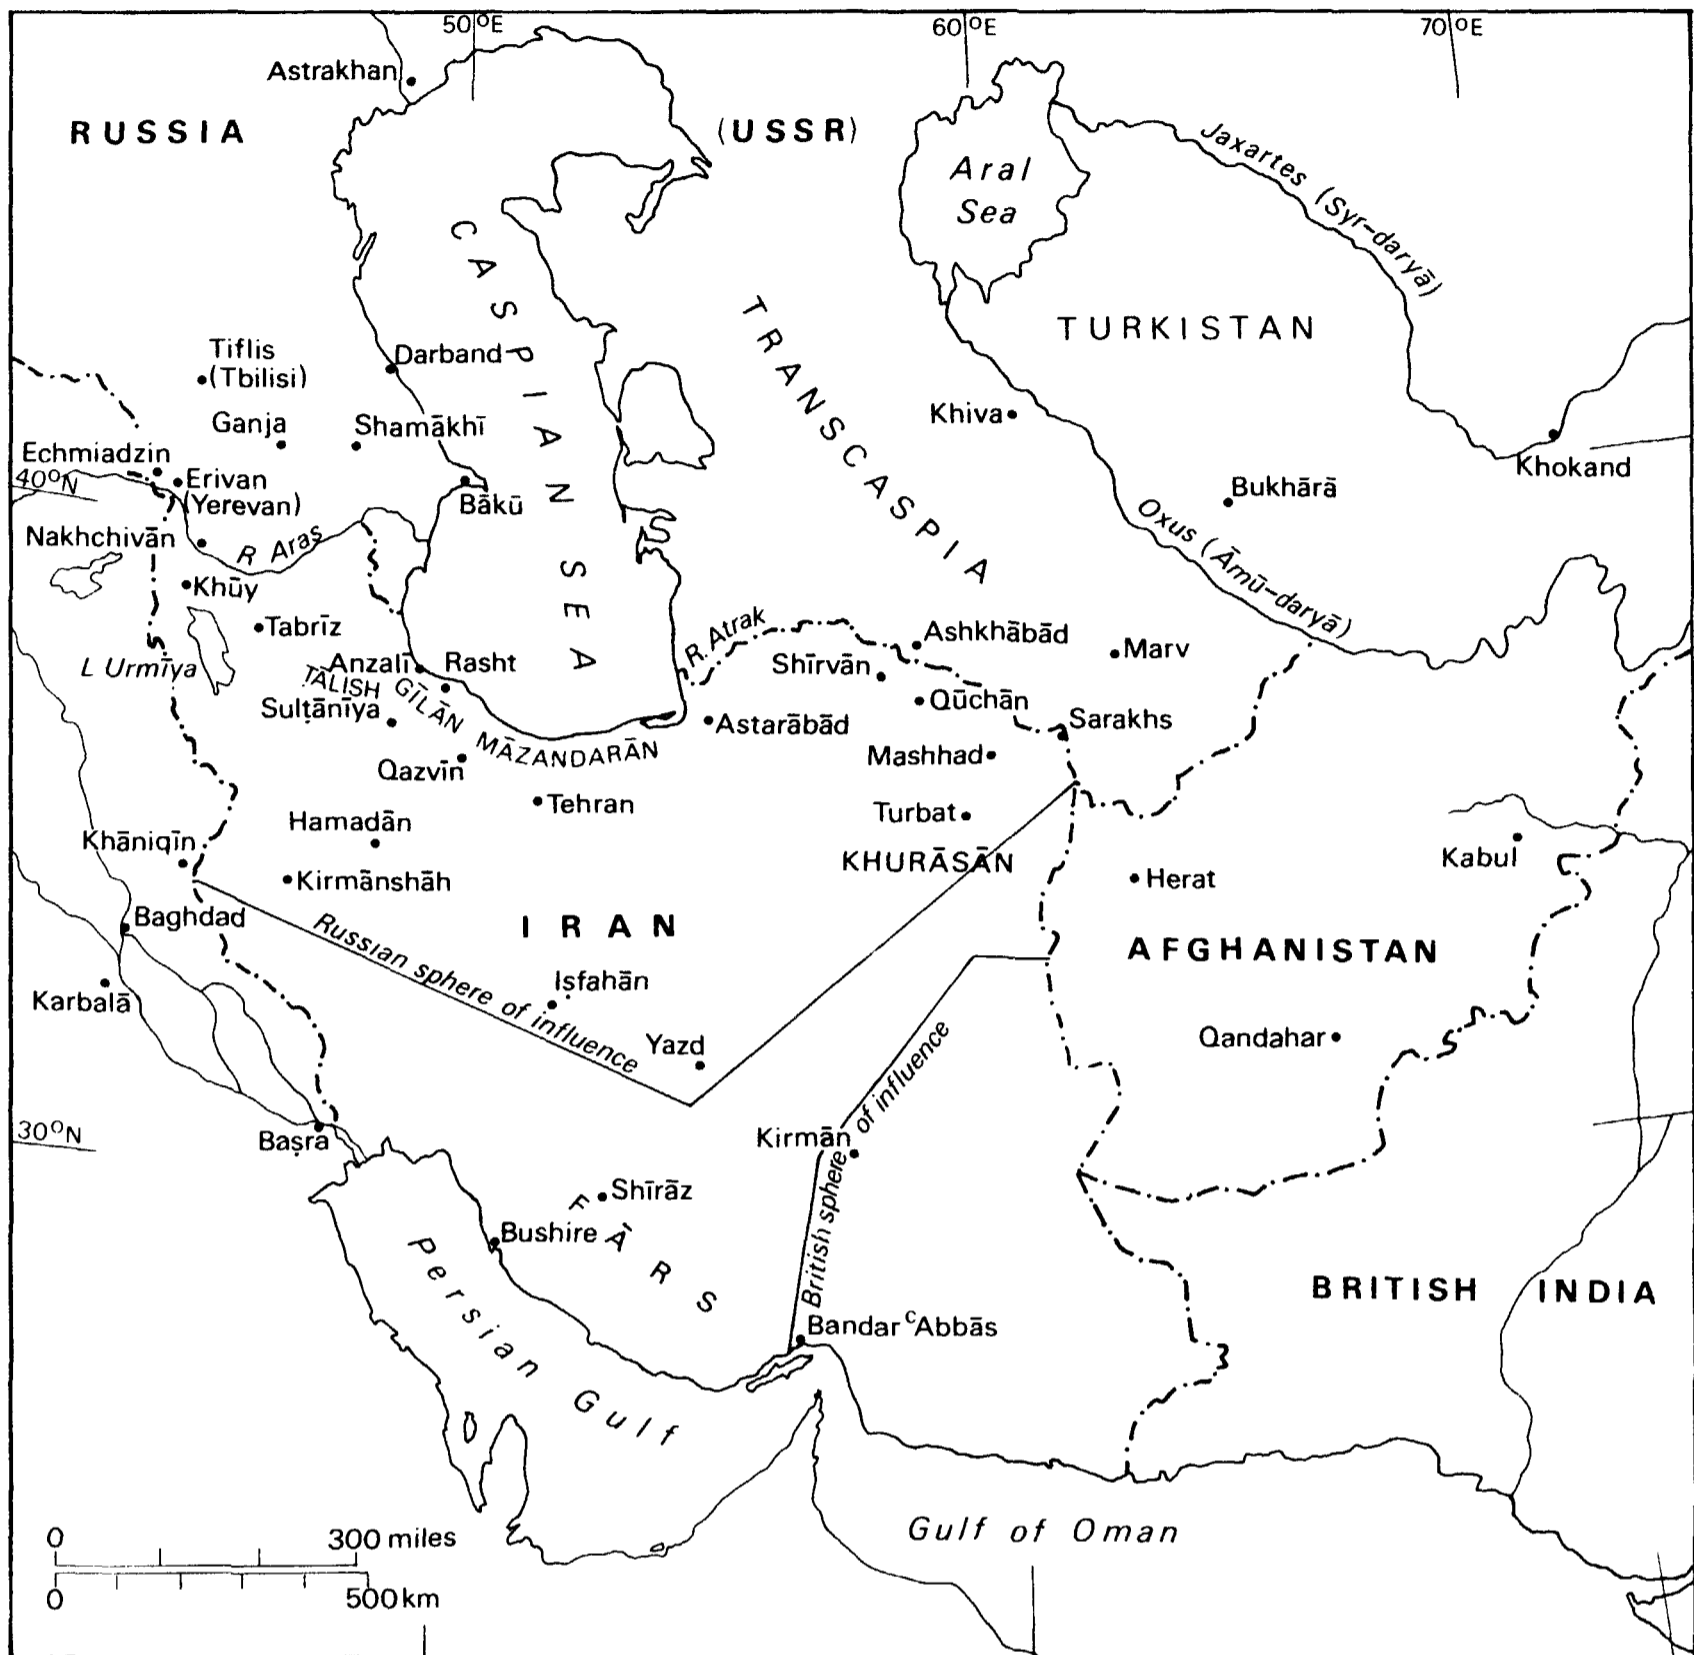 50°E
60°E
70°E
Astrakhan
RUSSIA
(USSR)
Aral
Sea
Jaxartes (Syr-daryā)
CASPIAN SEA
TRANSCASPIA
TURKISTAN
Tiflis
(Tbilisi)
Darband
Ganja
Shamākhī
Khiva
Echmiadzin
40°N
Erivan
(Yerevan)
Bākū
Khokand
Bukhārā
Oxus (Āmū-daryā)
Nakhchivān
R Aras
Khūy
Tabrīz
R. Atrak
Ashkhābād
Marv
L Urmīya
Anzalī
Rasht
Shīrvān
TĀLISH
GĪLĀN
Qūchān
Sulṭānīya
Astarābād
Sarakhs
MĀZANDARĀN
Qazvīn
Mashhad
Tehran
Turbat
Hamadān
Khāniqīn
KHURĀSĀN
Kabul
Kirmānshāh
Herat
Baghdad
IRAN
Russian sphere of influence
AFGHANISTAN
Iṣfahān
Karbalā
Yazd
Qandahar
30°N
Baṣra
Kirmān
British sphere of influence
Shīrāz
FĀRS
Bushire
Persian Gulf
BRITISH INDIA
Bandar ᶜAbbās
Gulf of Oman
0 300 miles
0 500 km